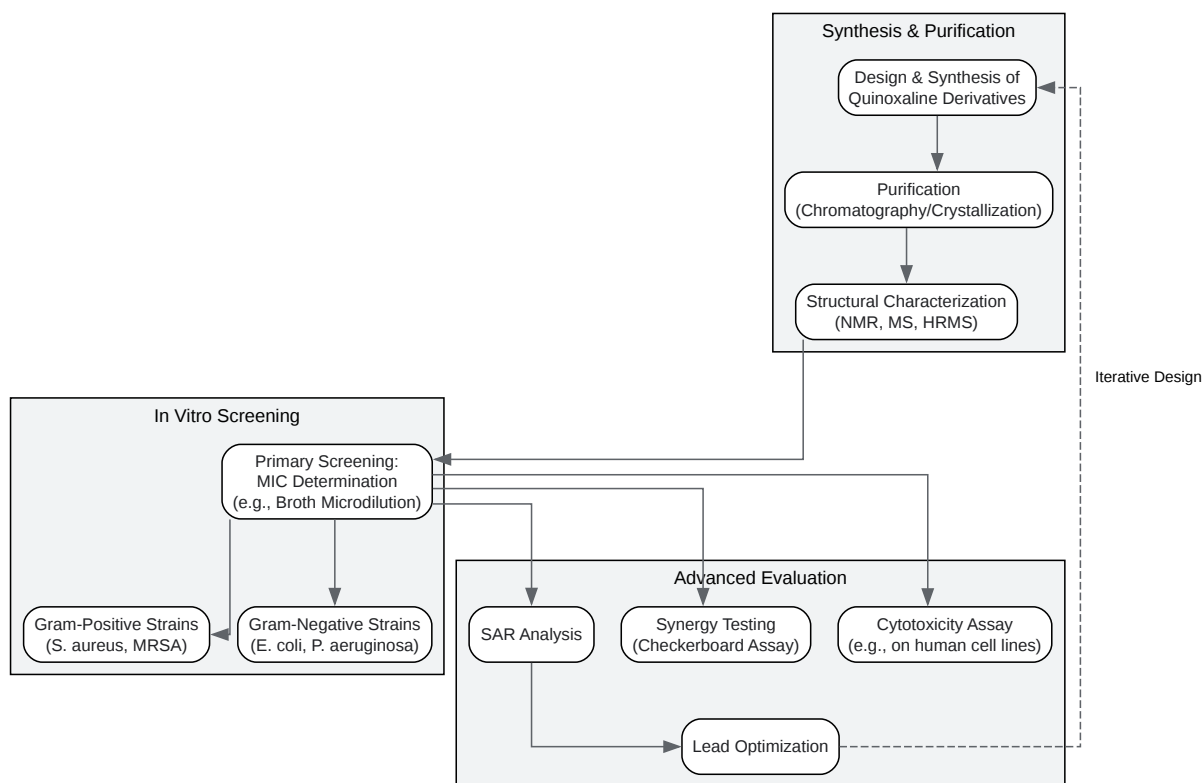 Synthesis & Purification
Design & Synthesis of
Quinoxaline Derivatives
Purification
(Chromatography/Crystallization)
Structural Characterization
(NMR, MS, HRMS)
Iterative Design
In Vitro Screening
Primary Screening:
MIC Determination
(e.g., Broth Microdilution)
Gram-Positive Strains
(S. aureus, MRSA)
Gram-Negative Strains
(E. coli, P. aeruginosa)
Advanced Evaluation
SAR Analysis
Synergy Testing
(Checkerboard Assay)
Cytotoxicity Assay
(e.g., on human cell lines)
Lead Optimization